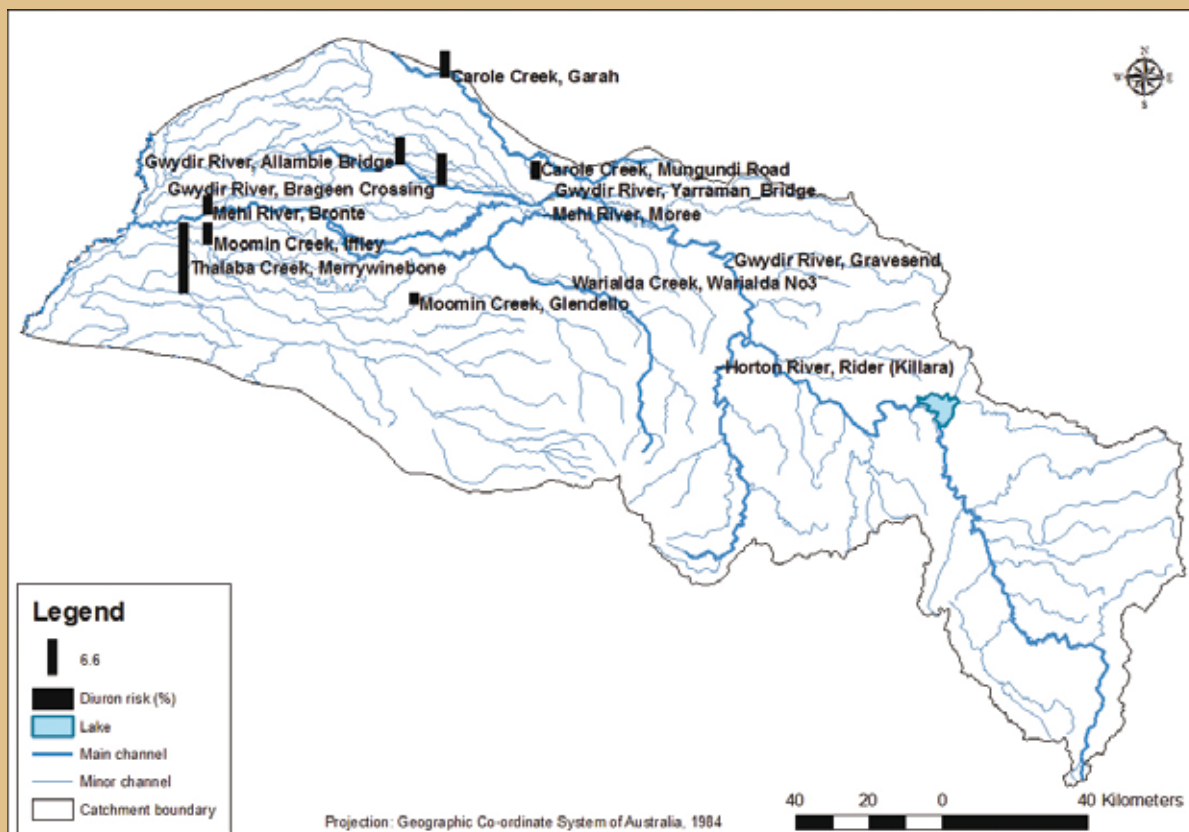 N
W E
S
Carole Creek, Garah
Gwydir River, Allambie Bridge
Carole Creek, Mungundi Road
Gwydir River, Brageen Crossing
Gwydir River, Yarraman_Bridge
Mehi River, Bronte
Mehi River, Moree
Moomin Creek, Iffley
Gwydir River, Gravesend
Thalaba Creek, Merrywinebone
Warialda Creek, Warialda No3
Moomin Creek, Glendello
Horton River, Rider (Killara)
Legend
6.6
Diuron risk (%)
Lake
Main channel
Minor channel
Catchment boundary
Projection: Geographic Co-ordinate System of Australia, 1984
40 20 0 40 Kilometers